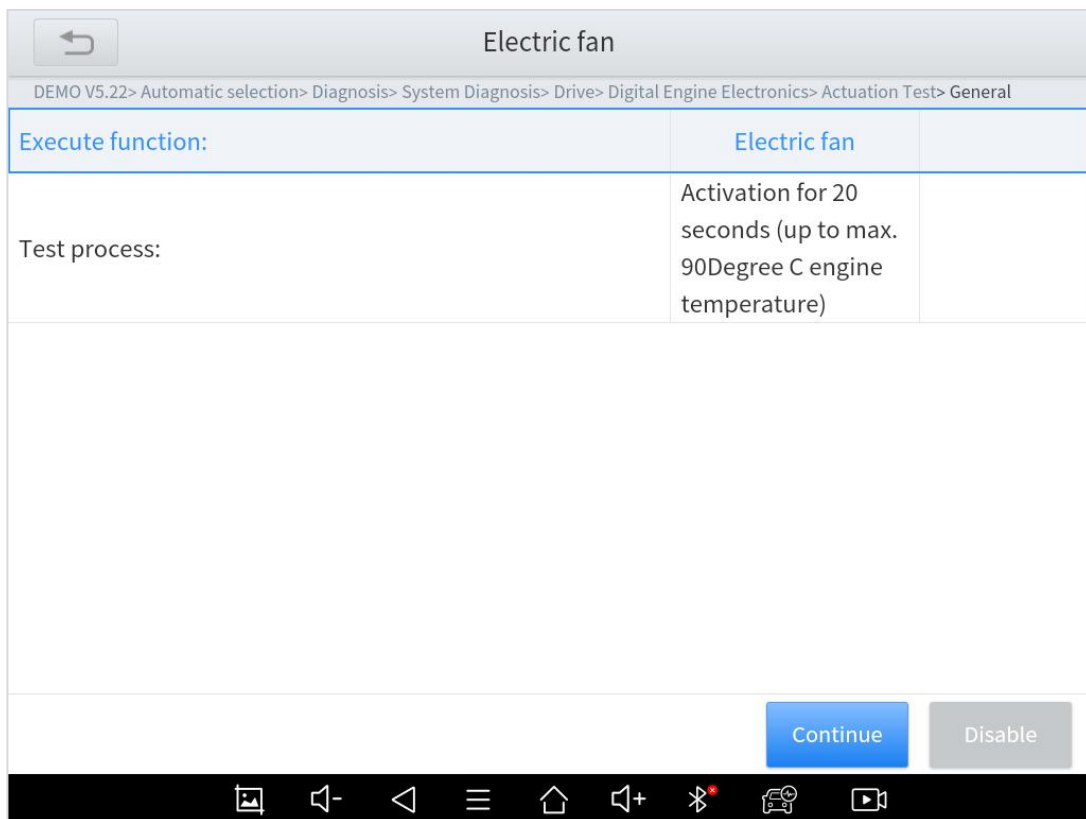 Electric fan
DEMO V5.22> Automatic selection> Diagnosis> System Diagnosis> Drive> Digital Engine Electronics> Actuation Test> General
Execute function:
Electric fan
Test process:
Activation for 20
seconds (up to max.
90Degree C engine
temperature)
Continue
Disable